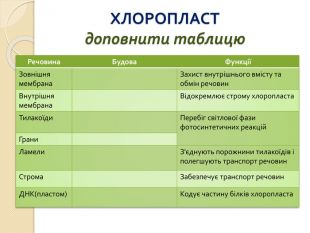 ХЛОРОПЛАСТ
доповнити таблицю
Речовина Будова Функції
Зовнішня мембрана Захист внутрішнього вмісту та обмін речовин
Внутрішня мембрана Відокремлює строму хлоропласта
Тилакоїди Перебіг світлової фази фотосинтетичних реакцій
Грани
Ламели З'єднують порожнини тилакоїдів і полегшують транспорт речовин
Строма Забезпечує транспорт речовин
ДНК(пластом) Кодує частину білків хлоропласта